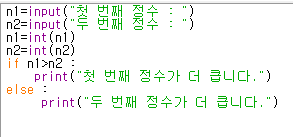 n1=input("첫 번째 정수 : ")
n2=input("두 번째 정수 : ")
n1=int(n1)
n2=int(n2)
if n1>n2 :
    print("첫 번째 정수가 더 큽니다.")
else :
    print("두 번째 정수가 더 큽니다.")